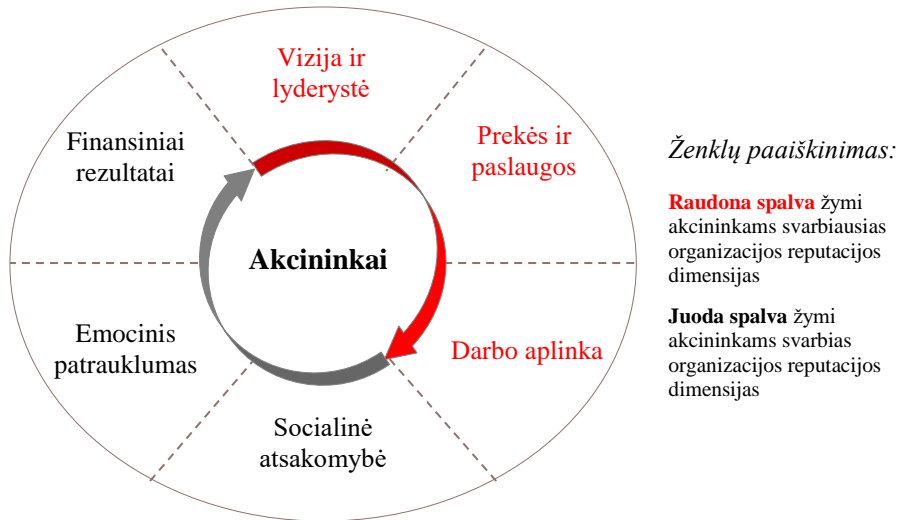 Vizija ir
lyderystė
Prekės ir
paslaugos
Darbo aplinka
Socialinė
atsakomybė
Emocinis
patrauklumas
Finansiniai
rezultatai
Akcininkai
Ženklų paaiškinimas:
Raudona spalva žymi
akcininkams svarbiausias
organizacijos reputacijos
dimensijas
Juoda spalva žymi
akcininkams svarbias
organizacijos reputacijos
dimensijas